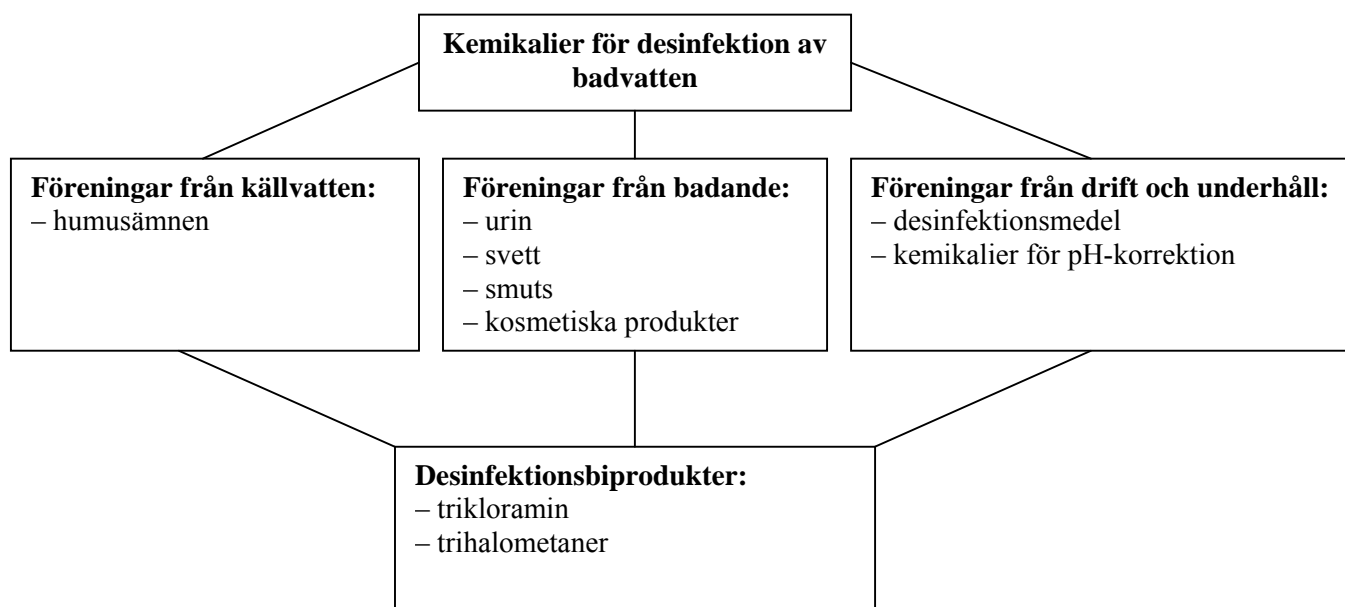 Kemikalier för desinfektion av
badvatten
Föreningar från källvatten:
– humusämnen
Föreningar från badande:
– urin
– svett
– smuts
– kosmetiska produkter
Föreningar från drift och underhåll:
– desinfektionsmedel
– kemikalier för pH-korrektion
Desinfektionsbiprodukter:
– trikloramin
– trihalometaner